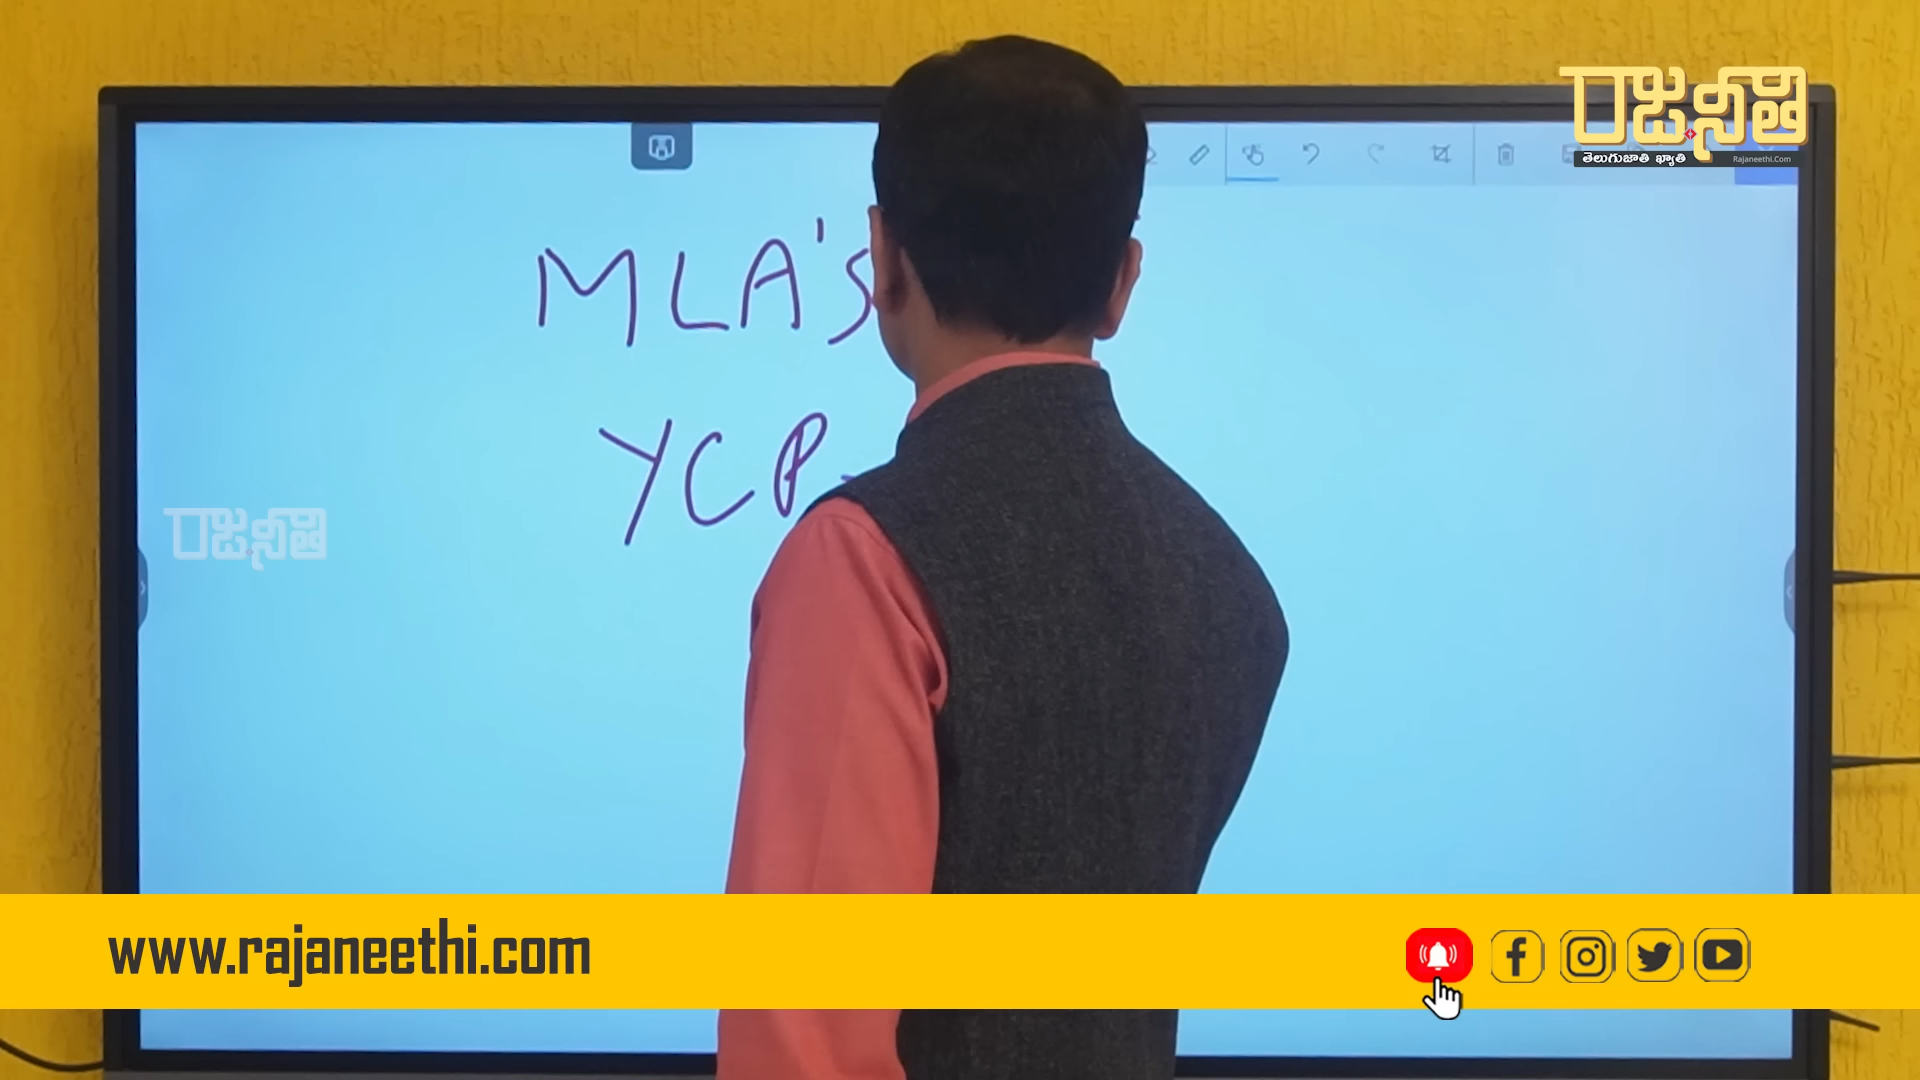 రాజనీతి
తెలుగుజాతి ఖ్యాతి
Rajaneethi.Com
MLA's
YCP-
రాజనీతి
www.rajaneethi.com